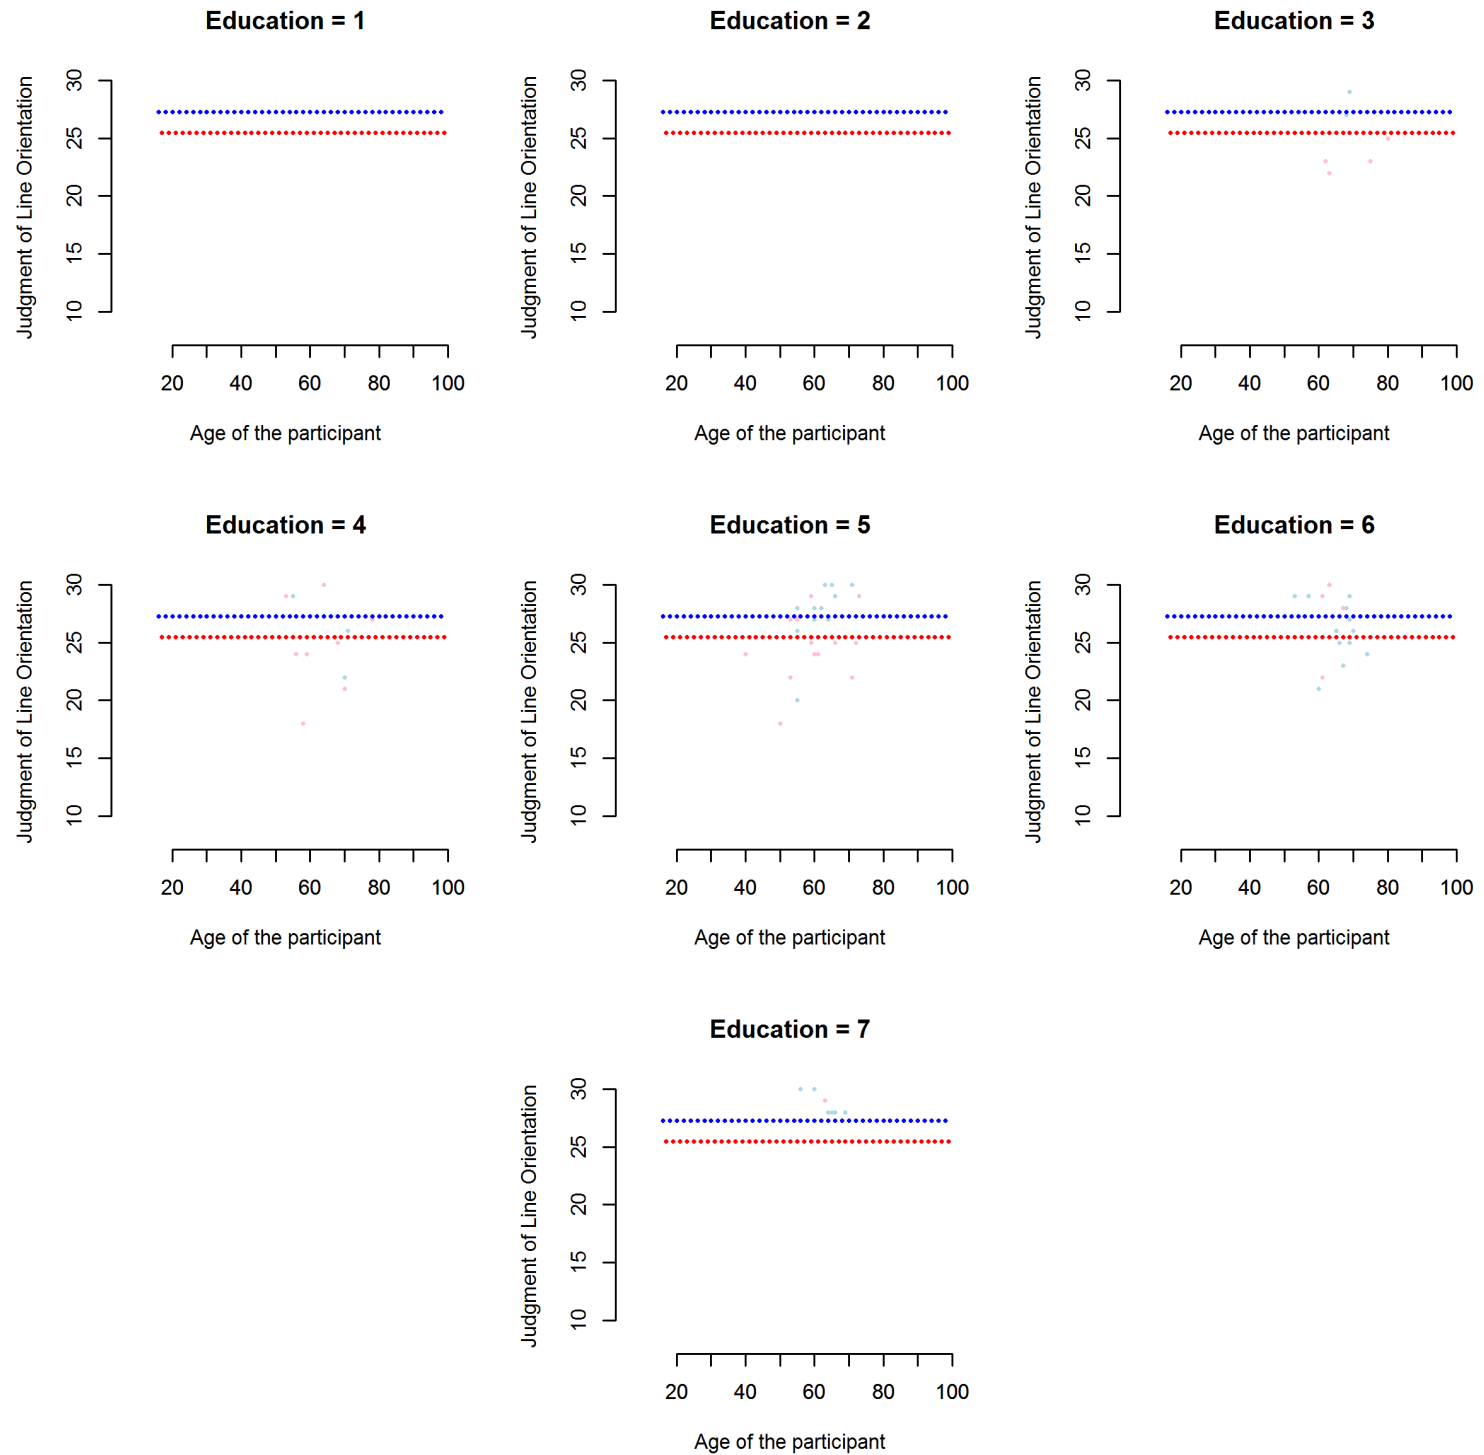 Education = 1
Judgment of Line Orientation
30
25
20
15
10
20 40 60 80 100
Age of the participant
Education = 2
Judgment of Line Orientation
30
25
20
15
10
20 40 60 80 100
Age of the participant
Education = 3
Judgment of Line Orientation
30
25
20
15
10
20 40 60 80 100
Age of the participant
Education = 4
Judgment of Line Orientation
30
25
20
15
10
20 40 60 80 100
Age of the participant
Education = 5
Judgment of Line Orientation
30
25
20
15
10
20 40 60 80 100
Age of the participant
Education = 6
Judgment of Line Orientation
30
25
20
15
10
20 40 60 80 100
Age of the participant
Education = 7
Judgment of Line Orientation
30
25
20
15
10
20 40 60 80 100
Age of the participant